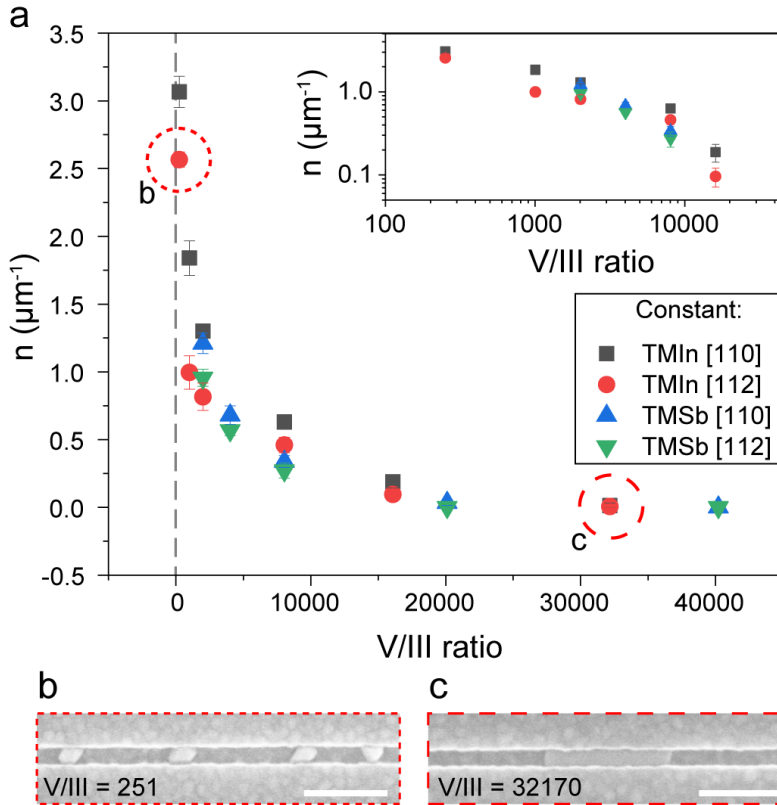 a
3.5
3.0
2.5
2.0
1.5
1.0
0.5
0.0
-0.5
n (µm⁻¹)
0
10000
20000
30000
40000
V/III ratio
b
c
1.0
0.1
n (µm⁻¹)
100
1000
10000
V/III ratio
Constant:
TMIn [110]
TMIn [112]
TMSb [110]
TMSb [112]
b
V/III = 251
c
V/III = 32170